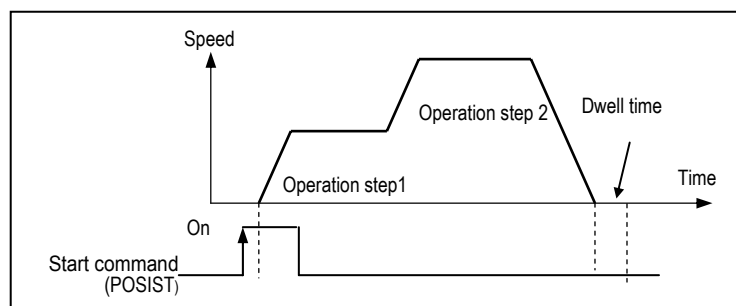 Speed
Operation step 2
Dwell time
Operation step1
Time
On
Start command
(POSIST)